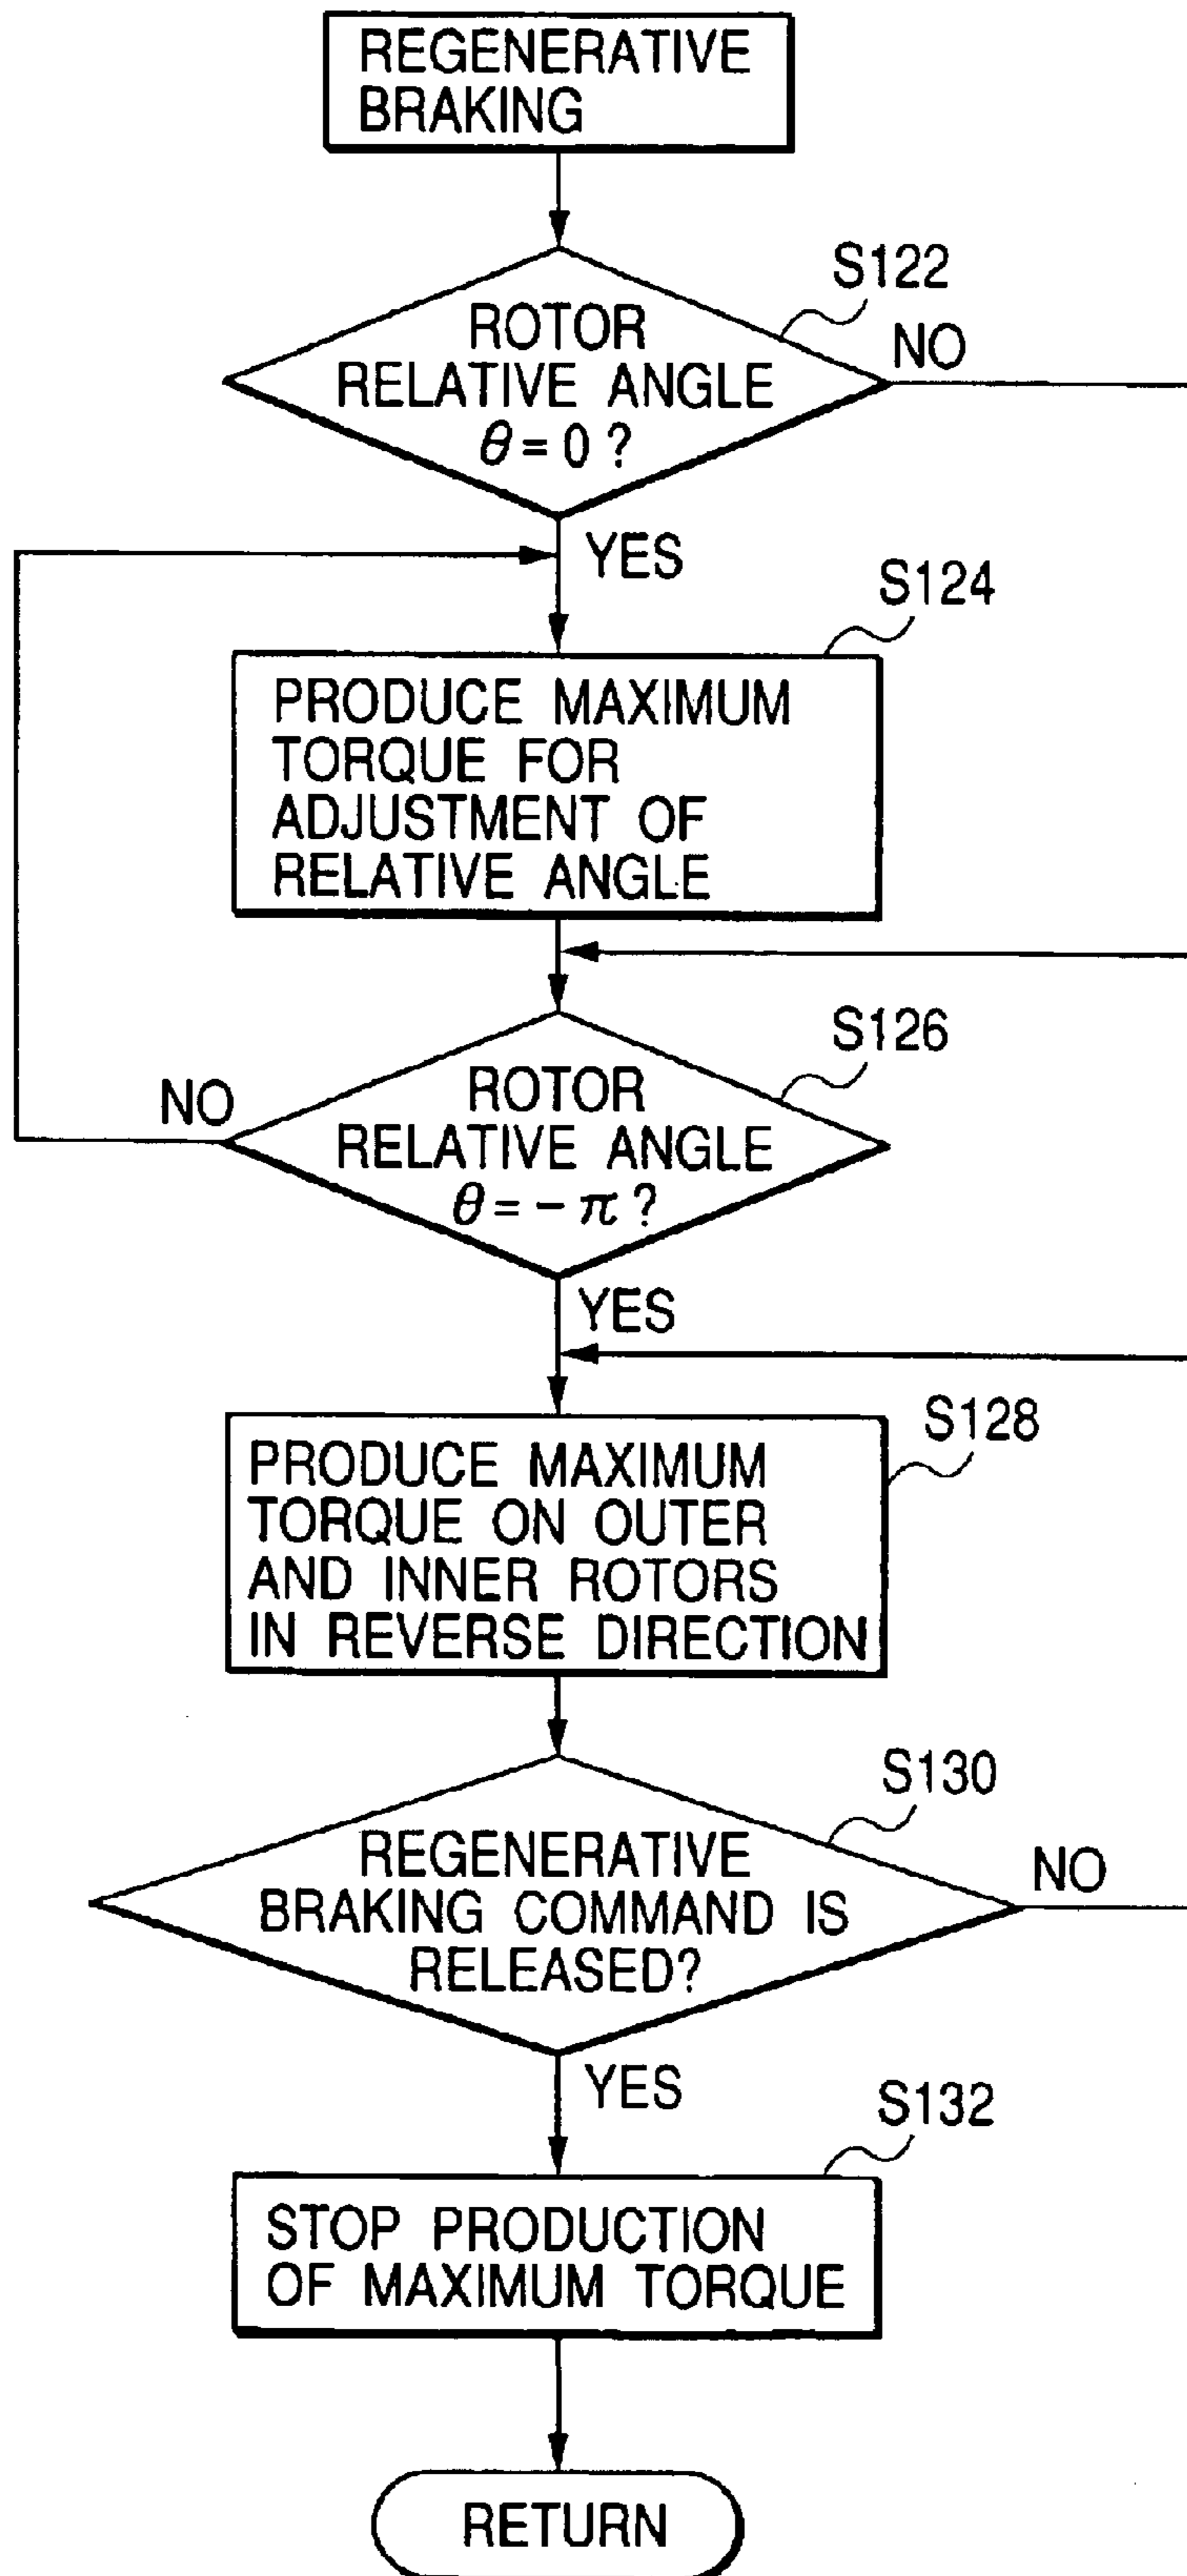 REGENERATIVE
BRAKING
S122
ROTOR
RELATIVE ANGLE
θ = 0 ?
NO
YES
S124
PRODUCE MAXIMUM
TORQUE FOR
ADJUSTMENT OF
RELATIVE ANGLE
S126
ROTOR
RELATIVE ANGLE
θ = - π ?
NO
YES
S128
PRODUCE MAXIMUM
TORQUE ON OUTER
AND INNER ROTORS
IN REVERSE DIRECTION
S130
REGENERATIVE
BRAKING COMMAND IS
RELEASED?
NO
YES
S132
STOP PRODUCTION
OF MAXIMUM TORQUE
RETURN